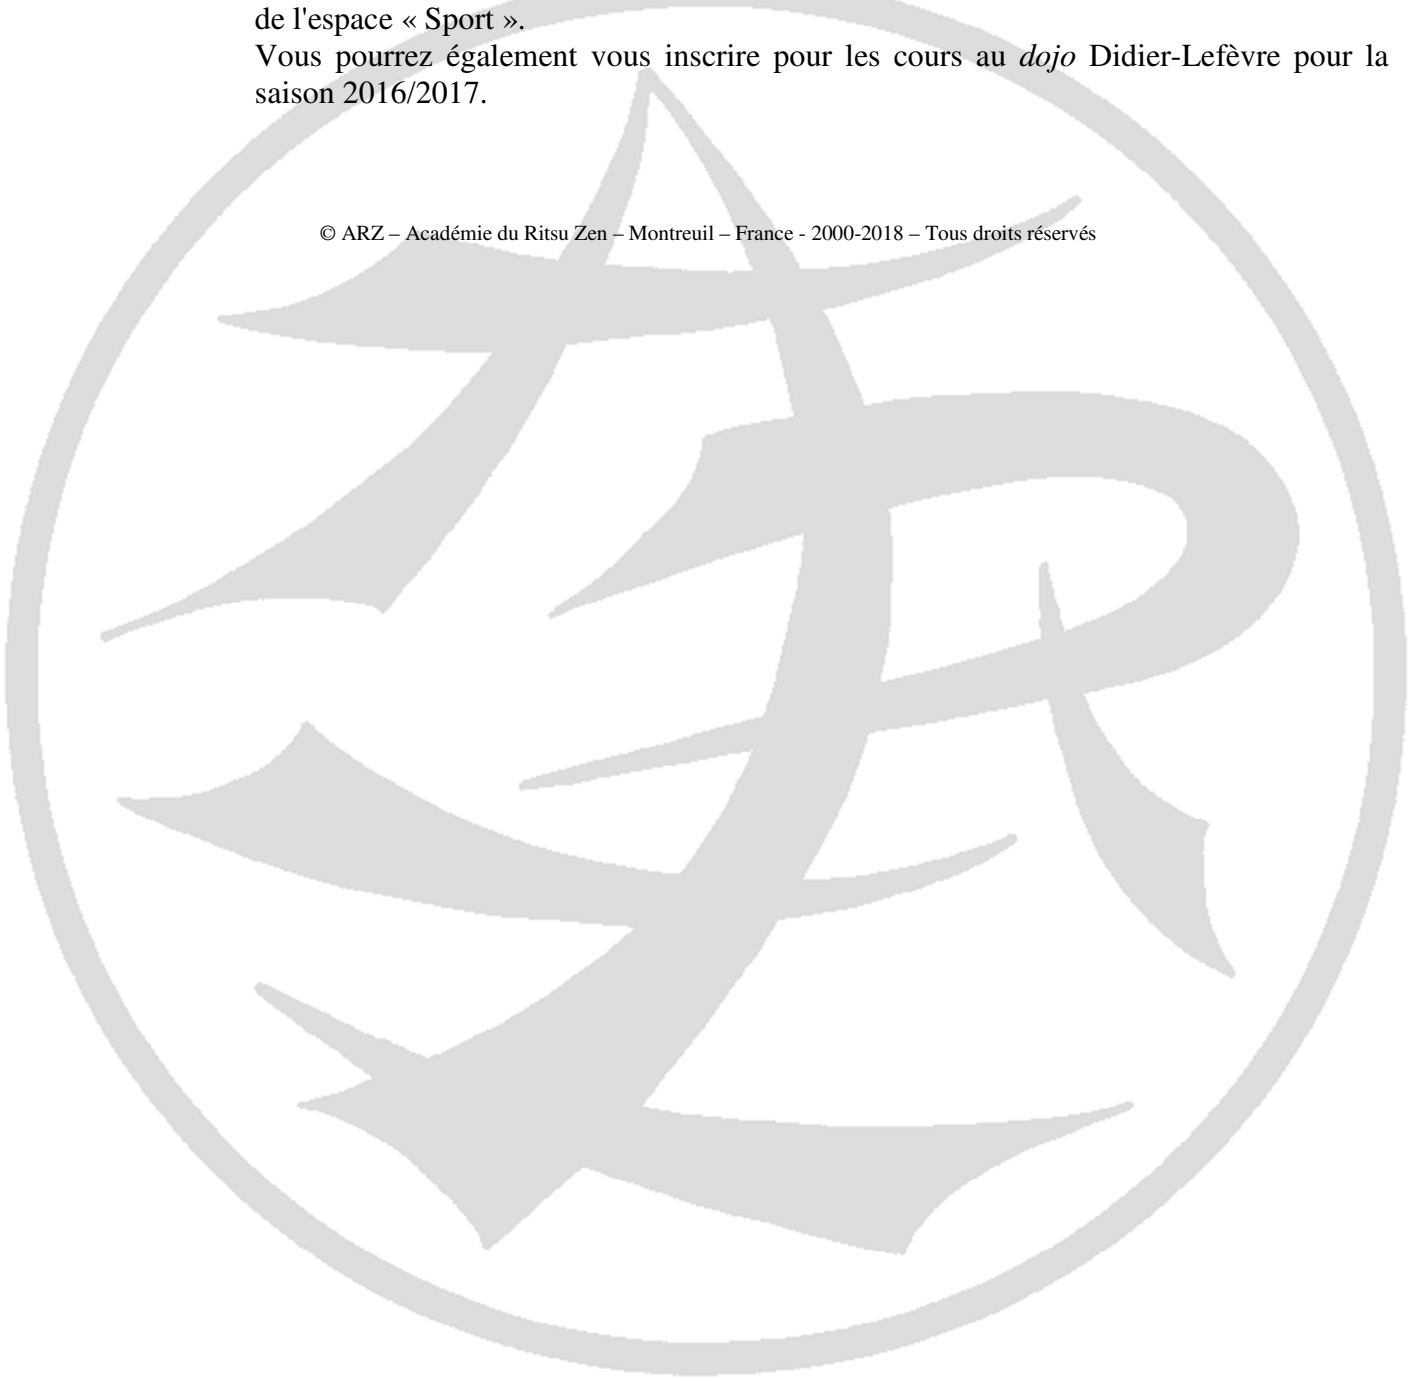 de l'espace « Sport ».
Vous pourrez également vous inscrire pour les cours au dojo Didier-Lefèvre pour la
saison 2016/2017.
© ARZ – Académie du Ritsu Zen – Montreuil – France - 2000-2018 – Tous droits réservés